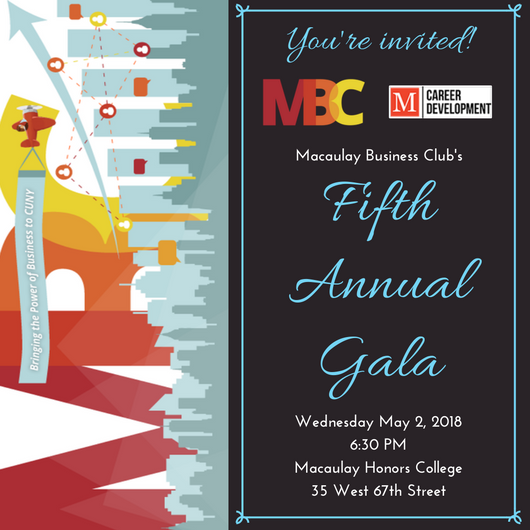 You're invited!
MBC
M CAREER
DEVELOPMENT
Macaulay Business Club's
Fifth
Annual
Gala
Wednesday May 2, 2018
6:30 PM
Macaulay Honors College
35 West 67th Street
Bringing the Power of Business to CUNY